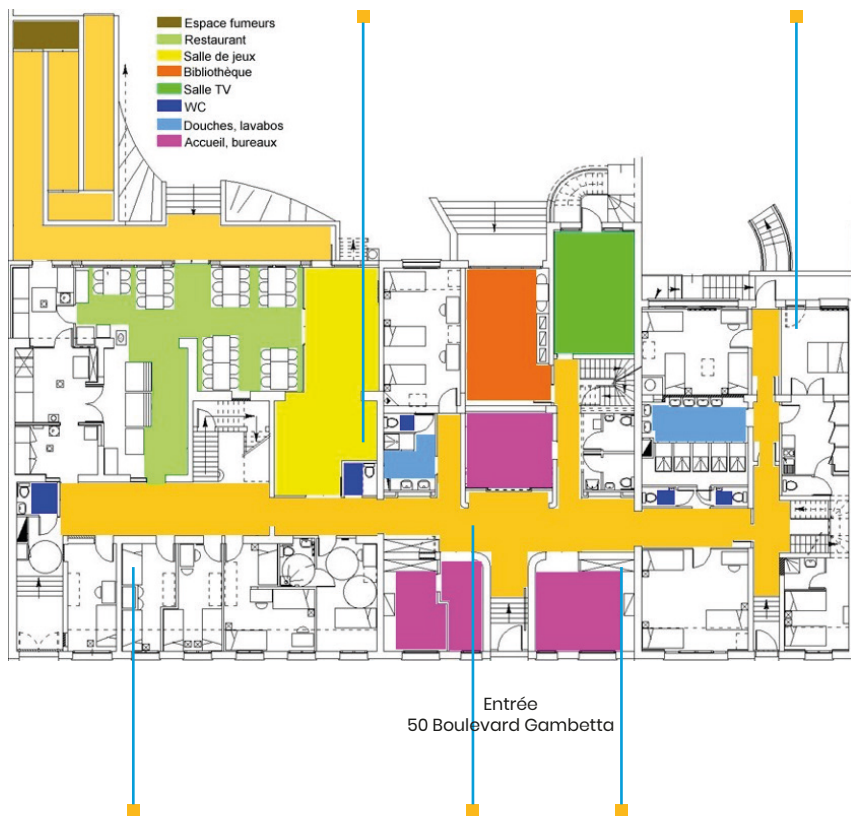 Espace fumeurs
Restaurant
Salle de jeux
Bibliothèque
Salle TV
WC
Douches, lavabos
Accueil, bureaux
Entrée
50 Boulevard Gambetta